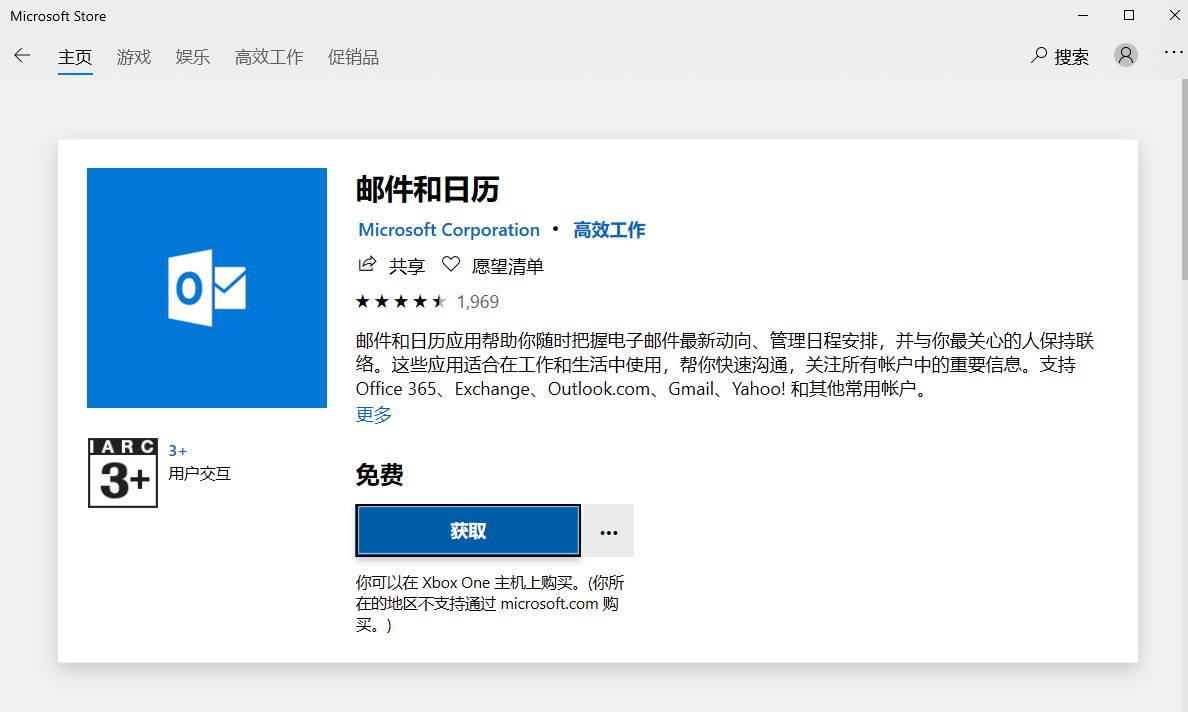 Microsoft Store
主页 游戏 娱乐 高效工作 促销品 搜索
邮件和日历
Microsoft Corporation • 高效工作
共享 愿望清单
1,969
邮件和日历应用帮助你随时把握电子邮件最新动向、管理日程安排，并与你最关心的人保持联
络。这些应用适合在工作和生活中使用，帮你快速沟通，关注所有帐户中的重要信息。支持
Office 365、Exchange、Outlook.com、Gmail、Yahoo! 和其他常用帐户。
更多
IARC
3+
3+
用户交互
免费
获取
你可以在 Xbox One 主机上购买。(你所
在的地区不支持通过 microsoft.com 购
买。)